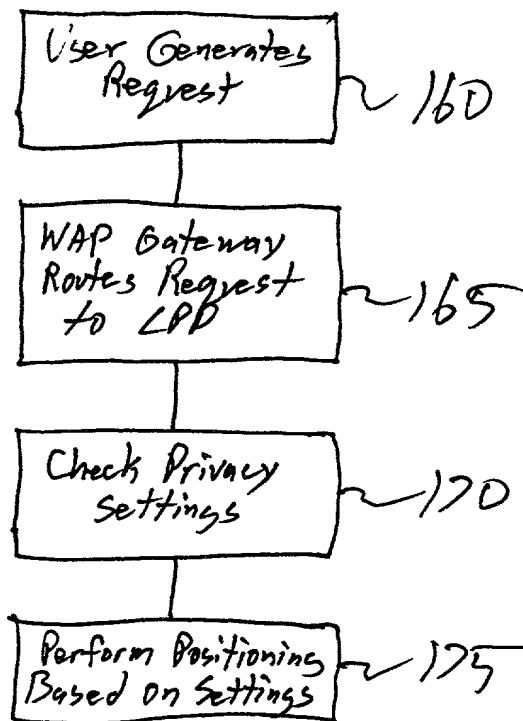 User Generates
Request
160
WAP Gateway
Routes Request
to LPD
165
Check Privacy
Settings
170
Perform Positioning
Based on Settings
175